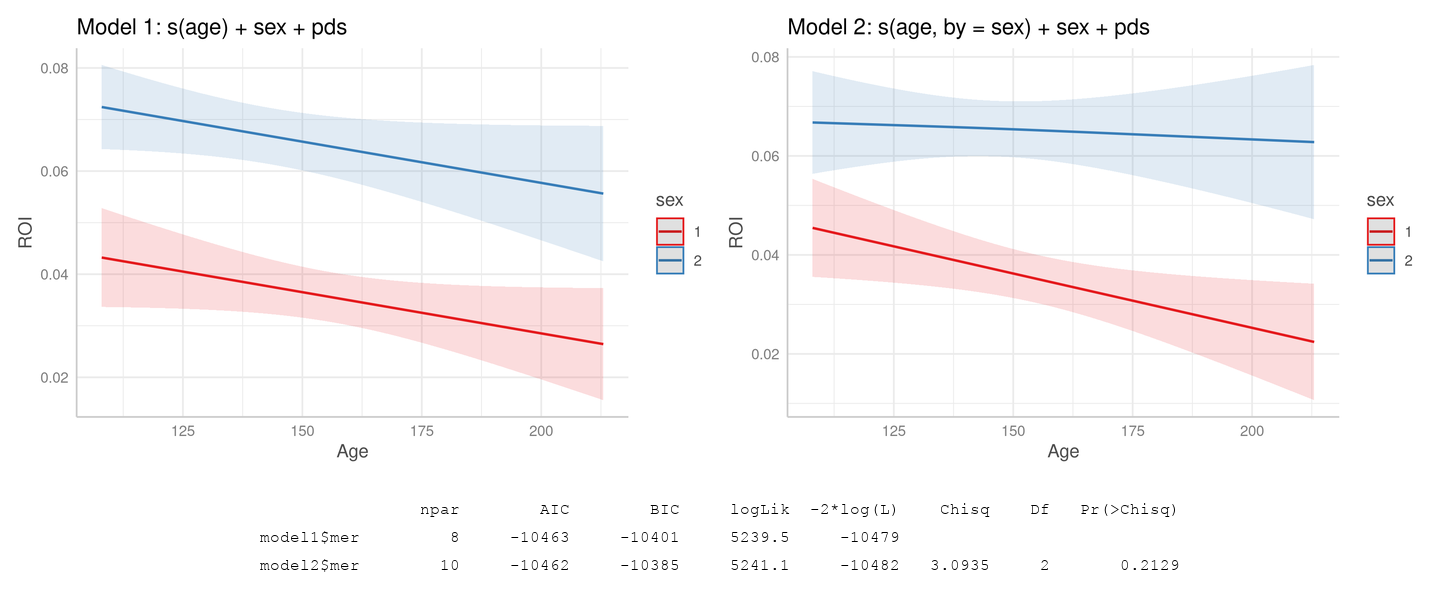 Model 1: s(age) + sex + pds
0.08
0.06
0.04
0.02
ROI
125 150 175 200
Age
sex
1
2
Model 2: s(age, by = sex) + sex + pds
0.08
0.06
0.04
0.02
ROI
125 150 175 200
Age
sex
1
2
npar AIC BIC logLik -2*log(L) Chisq Df Pr(>Chisq)
model1$mer 8 -10463 -10401 5239.5 -10479
model2$mer 10 -10462 -10385 5241.1 -10482 3.0935 2 0.2129